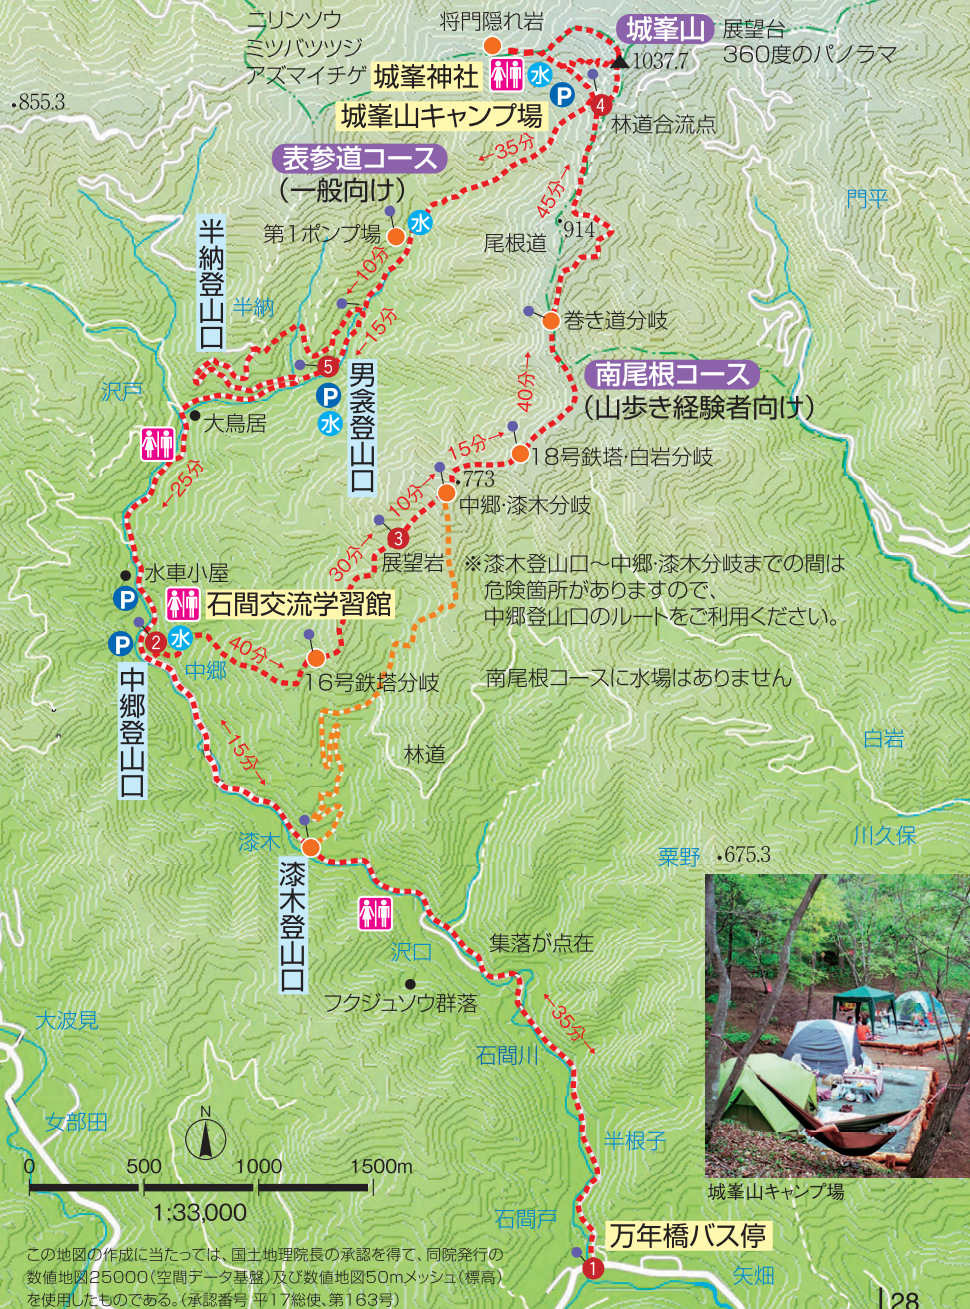 ニリンソウ
ミツバツツジ
アズマイチゲ
将門隠れ岩
城峯山
展望台
360度のパノラマ
1037.7
城峯神社
水
P
城峯山キャンプ場
4
林道合流点
855.3
表参道コース
(一般向け)
←35分
45分→
門平
914
尾根道
第1ポンプ場
水
←10分
半納登山口
半納
←15分
巻き道分岐
5
P
水
男衾登山口
沢戸
大鳥居
40分→
南尾根コース
(山歩き経験者向け)
15分→
18号鉄塔・白岩分岐
←25分
773
10分→
中郷・漆木分岐
3
展望岩
30分→
※漆木登山口～中郷・漆木分岐までの間は
危険箇所がありますので、
中郷登山口のルートをご利用ください。
水車小屋
P
石間交流学習館
P
2
水
中郷
40分→
16号鉄塔分岐
南尾根コースに水場はありません
中郷登山口
←15分→
林道
白岩
漆木
漆木登山口
川久保
粟野
675.3
集落が点在
沢口
フクジュソウ群落
大波見
←35分→
石間川
女部田
半根子
N
0 500 1000 1500m
1:33,000
城峯山キャンプ場
石間戸
万年橋バス停
1
矢畑
この地図の作成に当たっては、国土地理院長の承認を得て、同院発行の
数値地図25000(空間データ基盤)及び数値地図50mメッシュ(標高)
を使用したものである。(承認番号 平17総使、第163号)
28